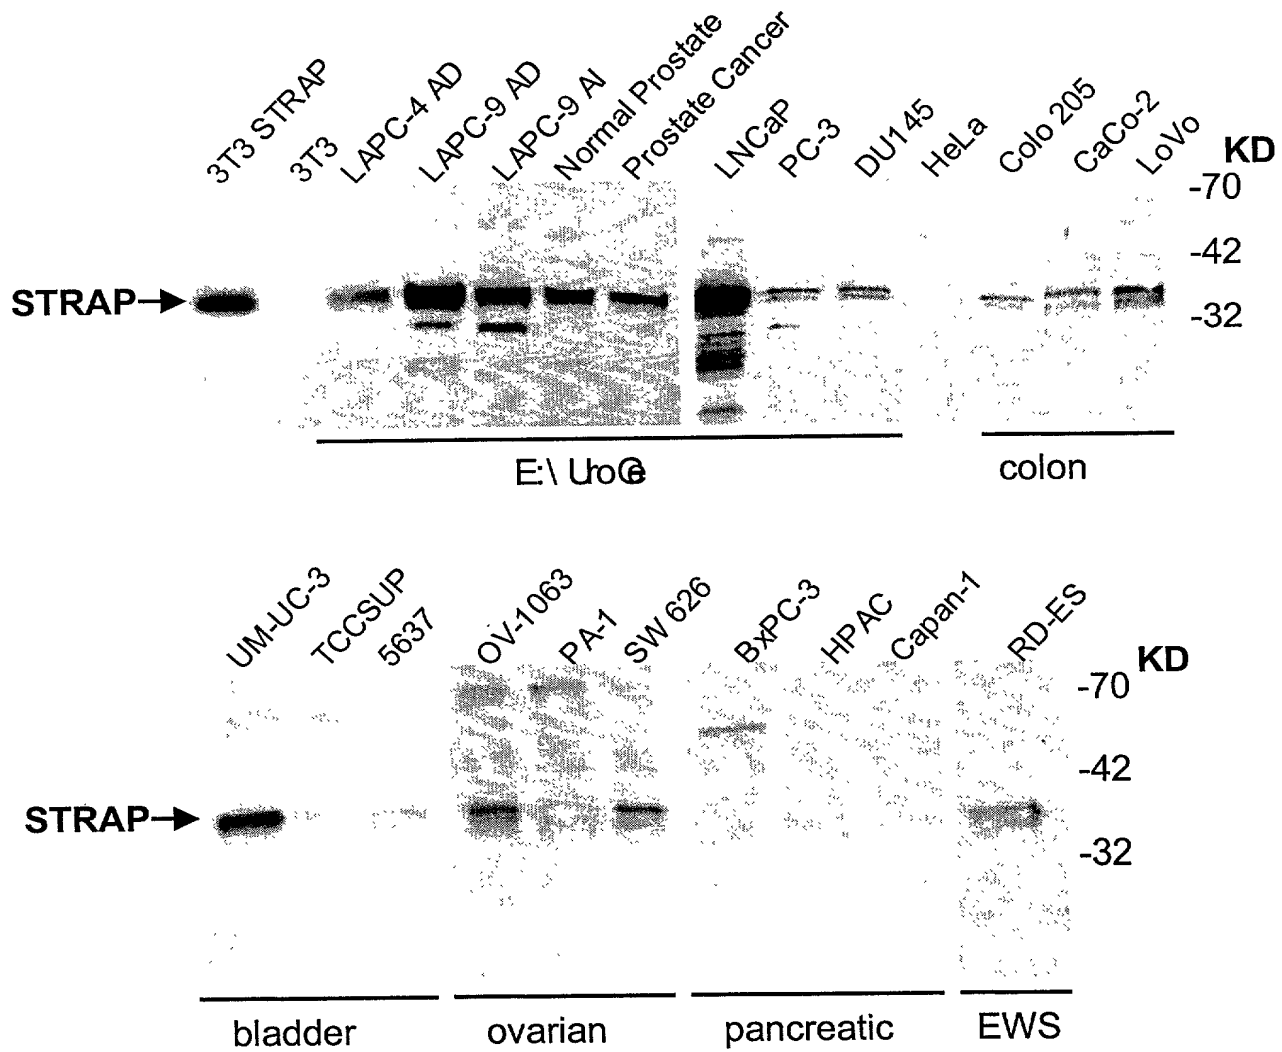 3T3 STRAP
3T3
LAPC-4 AD
LAPC-9 AD
LAPC-9 AI
Normal Prostate
Prostate Cancer
LNCaP
PC-3
DU145
HeLa
Colo 205
CaCo-2
LoVo
KD
-70
-42
STRAP
-32
colon
UM-UC-3
TCCSUP
5637
OV-1063
PA-1
SW 626
BxPC-3
HPAC
Capan-1
RD-ES
KD
-70
-42
STRAP
-32
bladder
ovarian
pancreatic
EWS